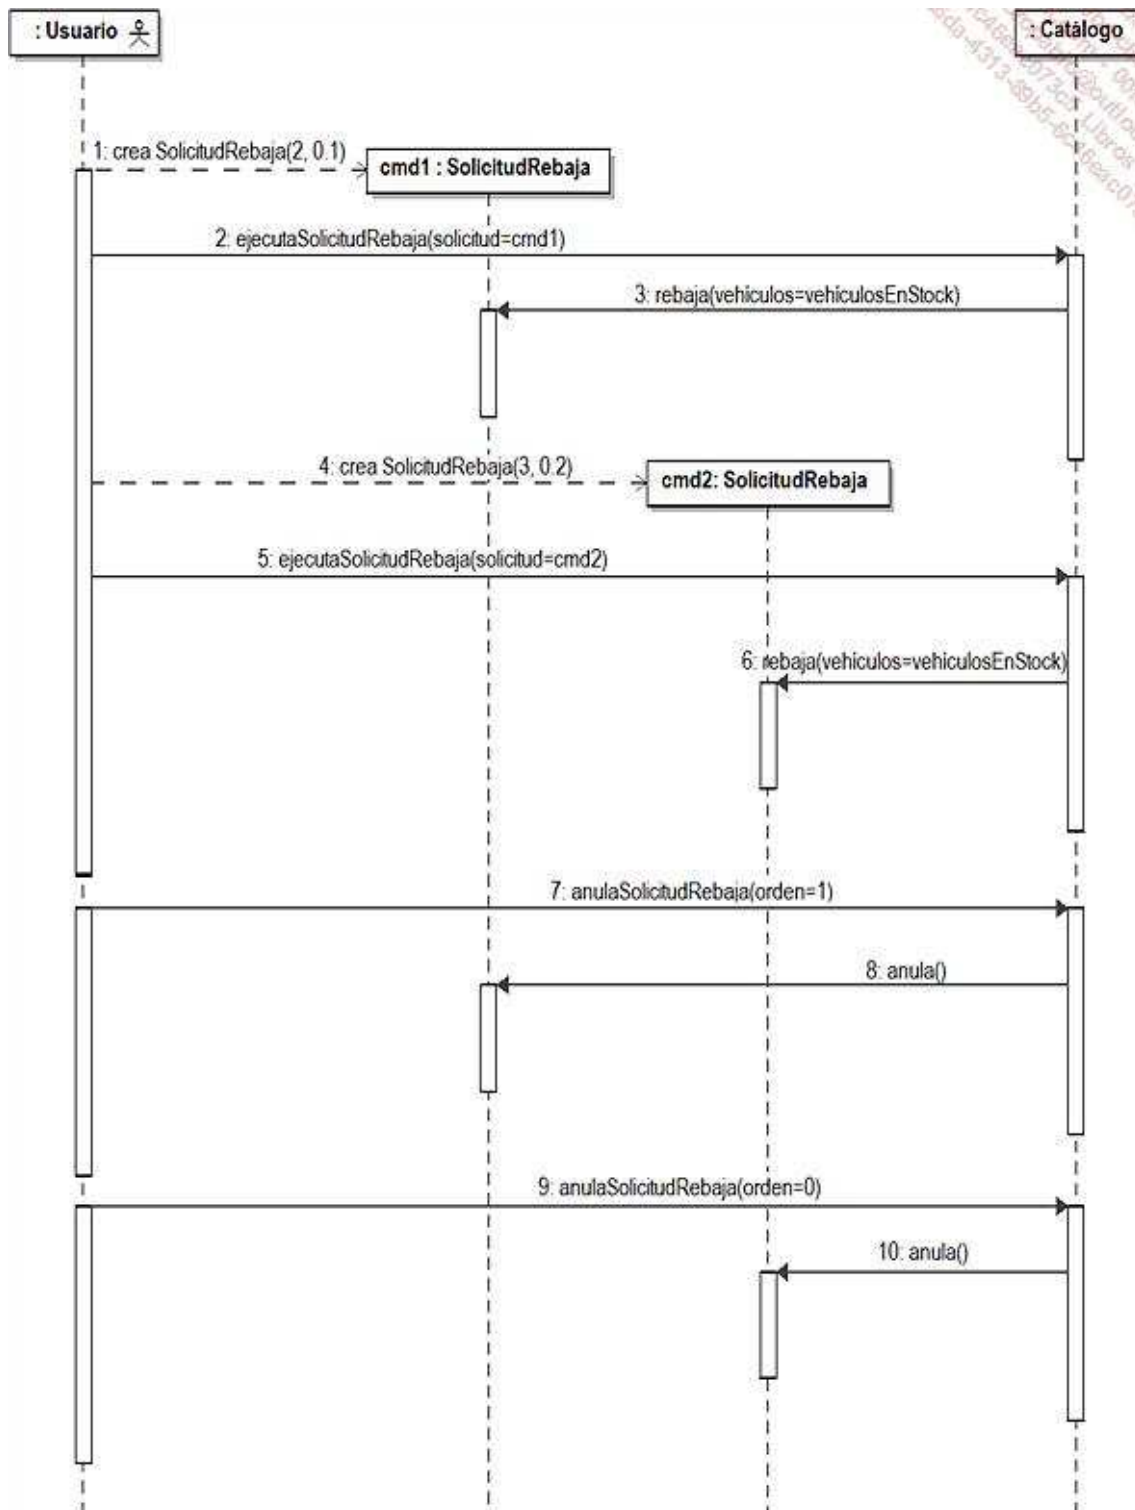 : Usuario
: Catálogo
1: crea SolicitudRebaja(2, 0.1)
cmd1 : SolicitudRebaja
2: ejecutaSolicitudRebaja(solicitud=cmd1)
3: rebaja(vehiculos=vehiculosEnStock)
4: crea SolicitudRebaja(3, 0.2)
cmd2: SolicitudRebaja
5: ejecutaSolicitudRebaja(solicitud=cmd2)
6: rebaja(vehiculos=vehiculosEnStock)
7: anulaSolicitudRebaja(orden=1)
8: anula()
9: anulaSolicitudRebaja(orden=0)
10: anula()